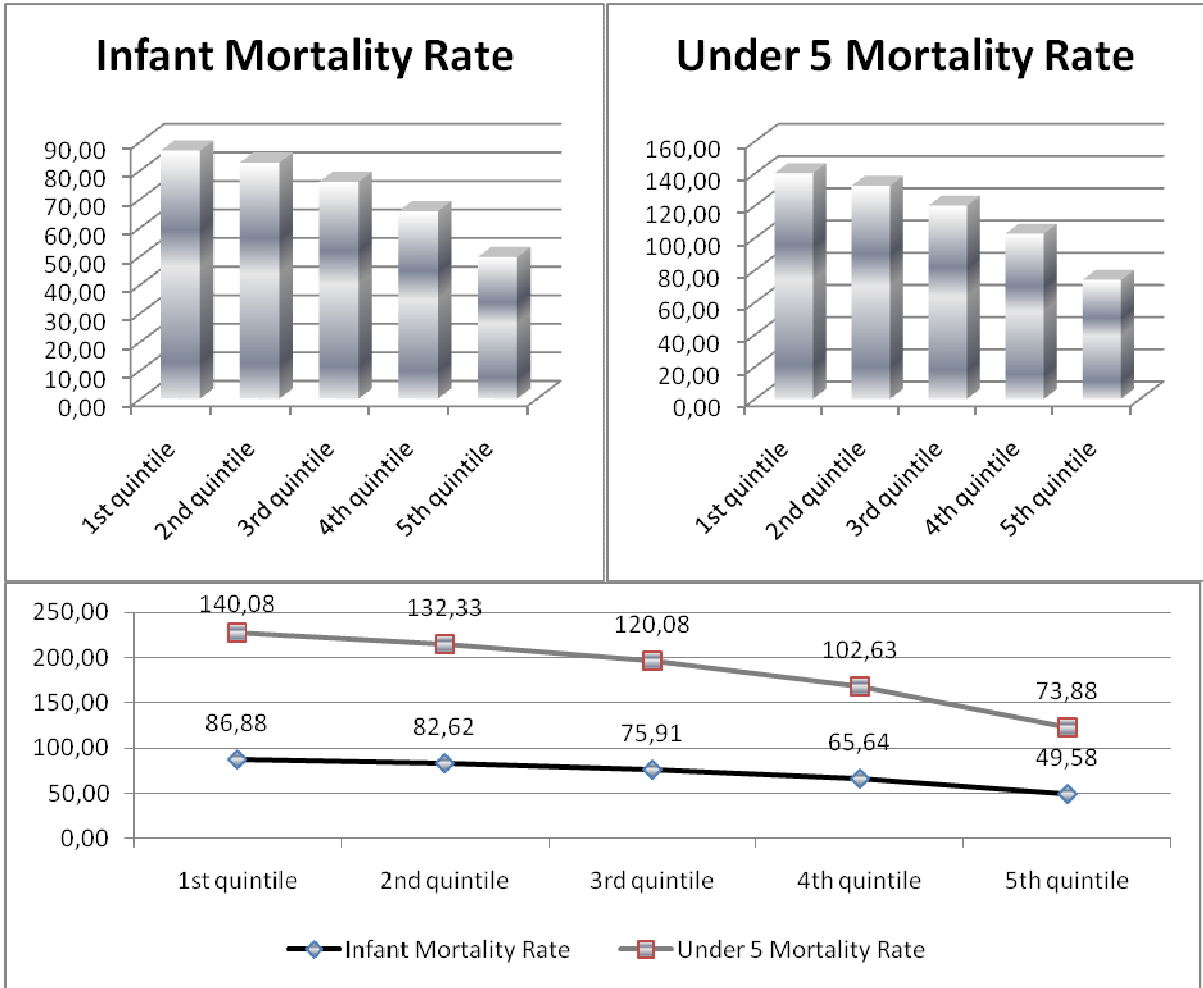 Infant Mortality Rate
90,00
80,00
70,00
60,00
50,00
40,00
30,00
20,00
10,00
0,00
1st quintile
2nd quintile
3rd quintile
4th quintile
5th quintile
Under 5 Mortality Rate
160,00
140,00
120,00
100,00
80,00
60,00
40,00
20,00
0,00
1st quintile
2nd quintile
3rd quintile
4th quintile
5th quintile
250,00
200,00
150,00
100,00
50,00
0,00
140,08 132,33 120,08 102,63 73,88
86,88 82,62 75,91 65,64 49,58
1st quintile 2nd quintile 3rd quintile 4th quintile 5th quintile
Infant Mortality Rate Under 5 Mortality Rate